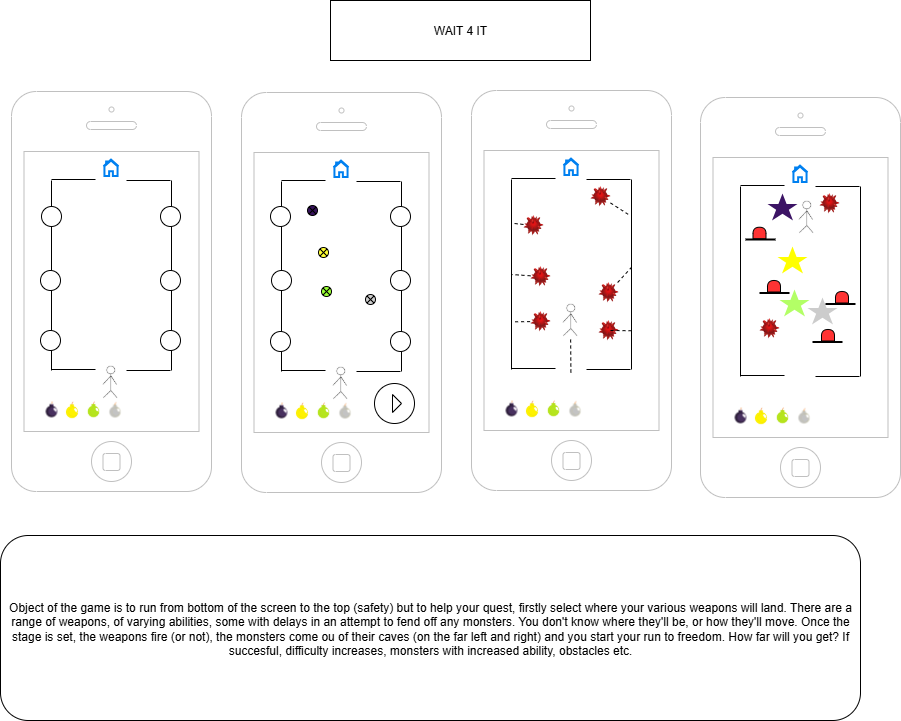 WAIT 4 IT
Object of the game is to run from bottom of the screen to the top (safety) but to help your quest, firstly select where your various weapons will land. There are a
range of weapons, of varying abilities, some with delays in an attempt to fend off any monsters. You don't know where they'll be, or how they'll move. Once the
stage is set, the weapons fire (or not), the monsters come ou of their caves (on the far left and right) and you start your run to freedom. How far will you get? If
succesful, difficulty increases, monsters with increased ability, obstacles etc.